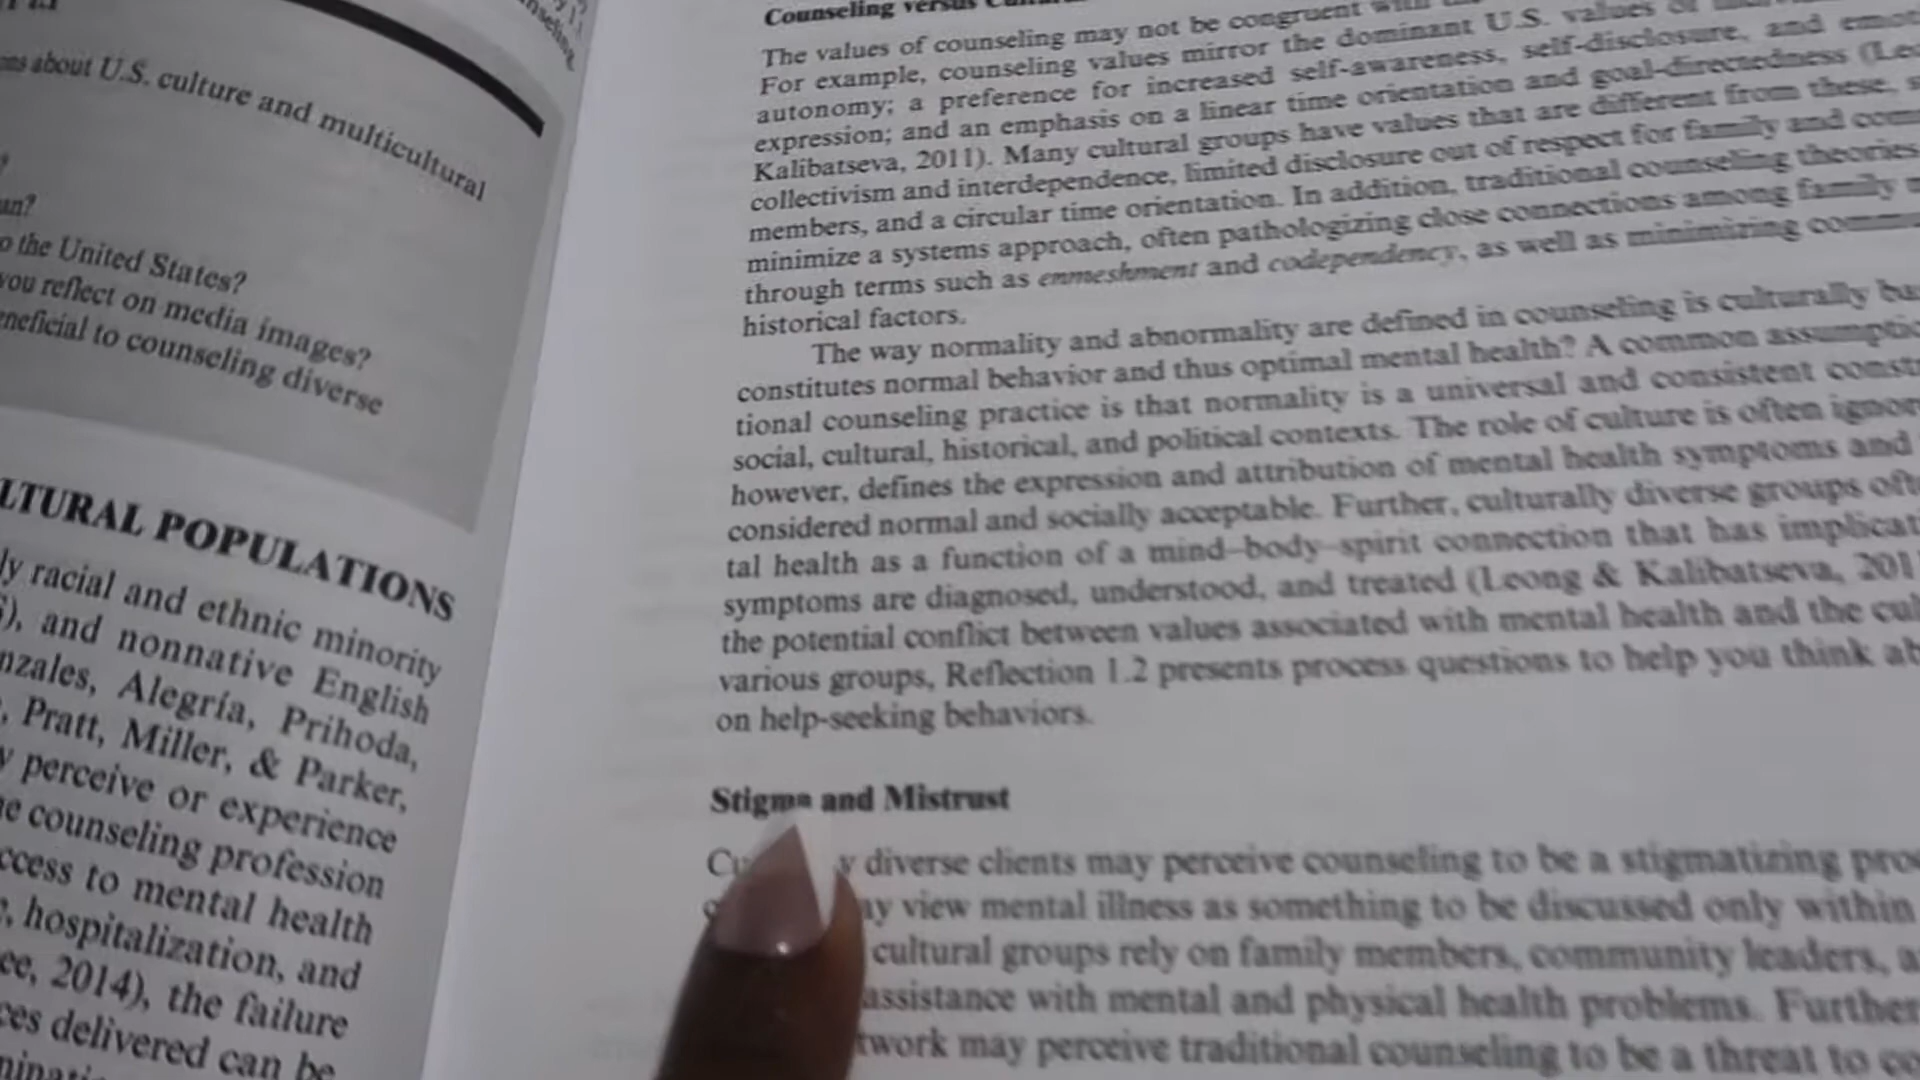 ons about U.S. culture and multicultural
an?
o the United States?
you reflect on media images?
eneficial to counseling diverse
LTURAL POPULATIONS
ly racial and ethnic minority
), and nonnative English
nzales, Alegría, Prihoda,
, Pratt, Miller, & Parker,
y perceive or experience
e counseling profession
ccess to mental health
, hospitalization, and
ee, 2014), the failure
ces delivered can be
Counseling versus
The values of counseling may not be congruent with
For example, counseling values mirror the dominant U.S. values of
autonomy; a preference for increased self-awareness, self-disclosure, and emot
expression; and an emphasis on a linear time orientation and goal-directedness (Leo
Kalibatseva, 2011). Many cultural groups have values that are different from these, s
collectivism and interdependence, limited disclosure out of respect for family and com
members, and a circular time orientation. In addition, traditional counseling theories
minimize a systems approach, often pathologizing close connections among family m
through terms such as enmeshment and codependency, as well as minimizing commu
historical factors.
The way normality and abnormality are defined in counseling is culturally ba
constitutes normal behavior and thus optimal mental health? A common assumptio
tional counseling practice is that normality is a universal and consistent constr
social, cultural, historical, and political contexts. The role of culture is often ignor
however, defines the expression and attribution of mental health symptoms and
considered normal and socially acceptable. Further, culturally diverse groups oft
tal health as a function of a mind–body–spirit connection that has implicati
symptoms are diagnosed, understood, and treated (Leong & Kalibatseva, 201
the potential conflict between values associated with mental health and the cul
various groups, Reflection 1.2 presents process questions to help you think ab
on help-seeking behaviors.
Stigma and Mistrust
Cu y diverse clients may perceive counseling to be a stigmatizing pro
ay view mental illness as something to be discussed only within
cultural groups rely on family members, community leaders, a
assistance with mental and physical health problems. Further
twork may perceive traditional counseling to be a threat to co